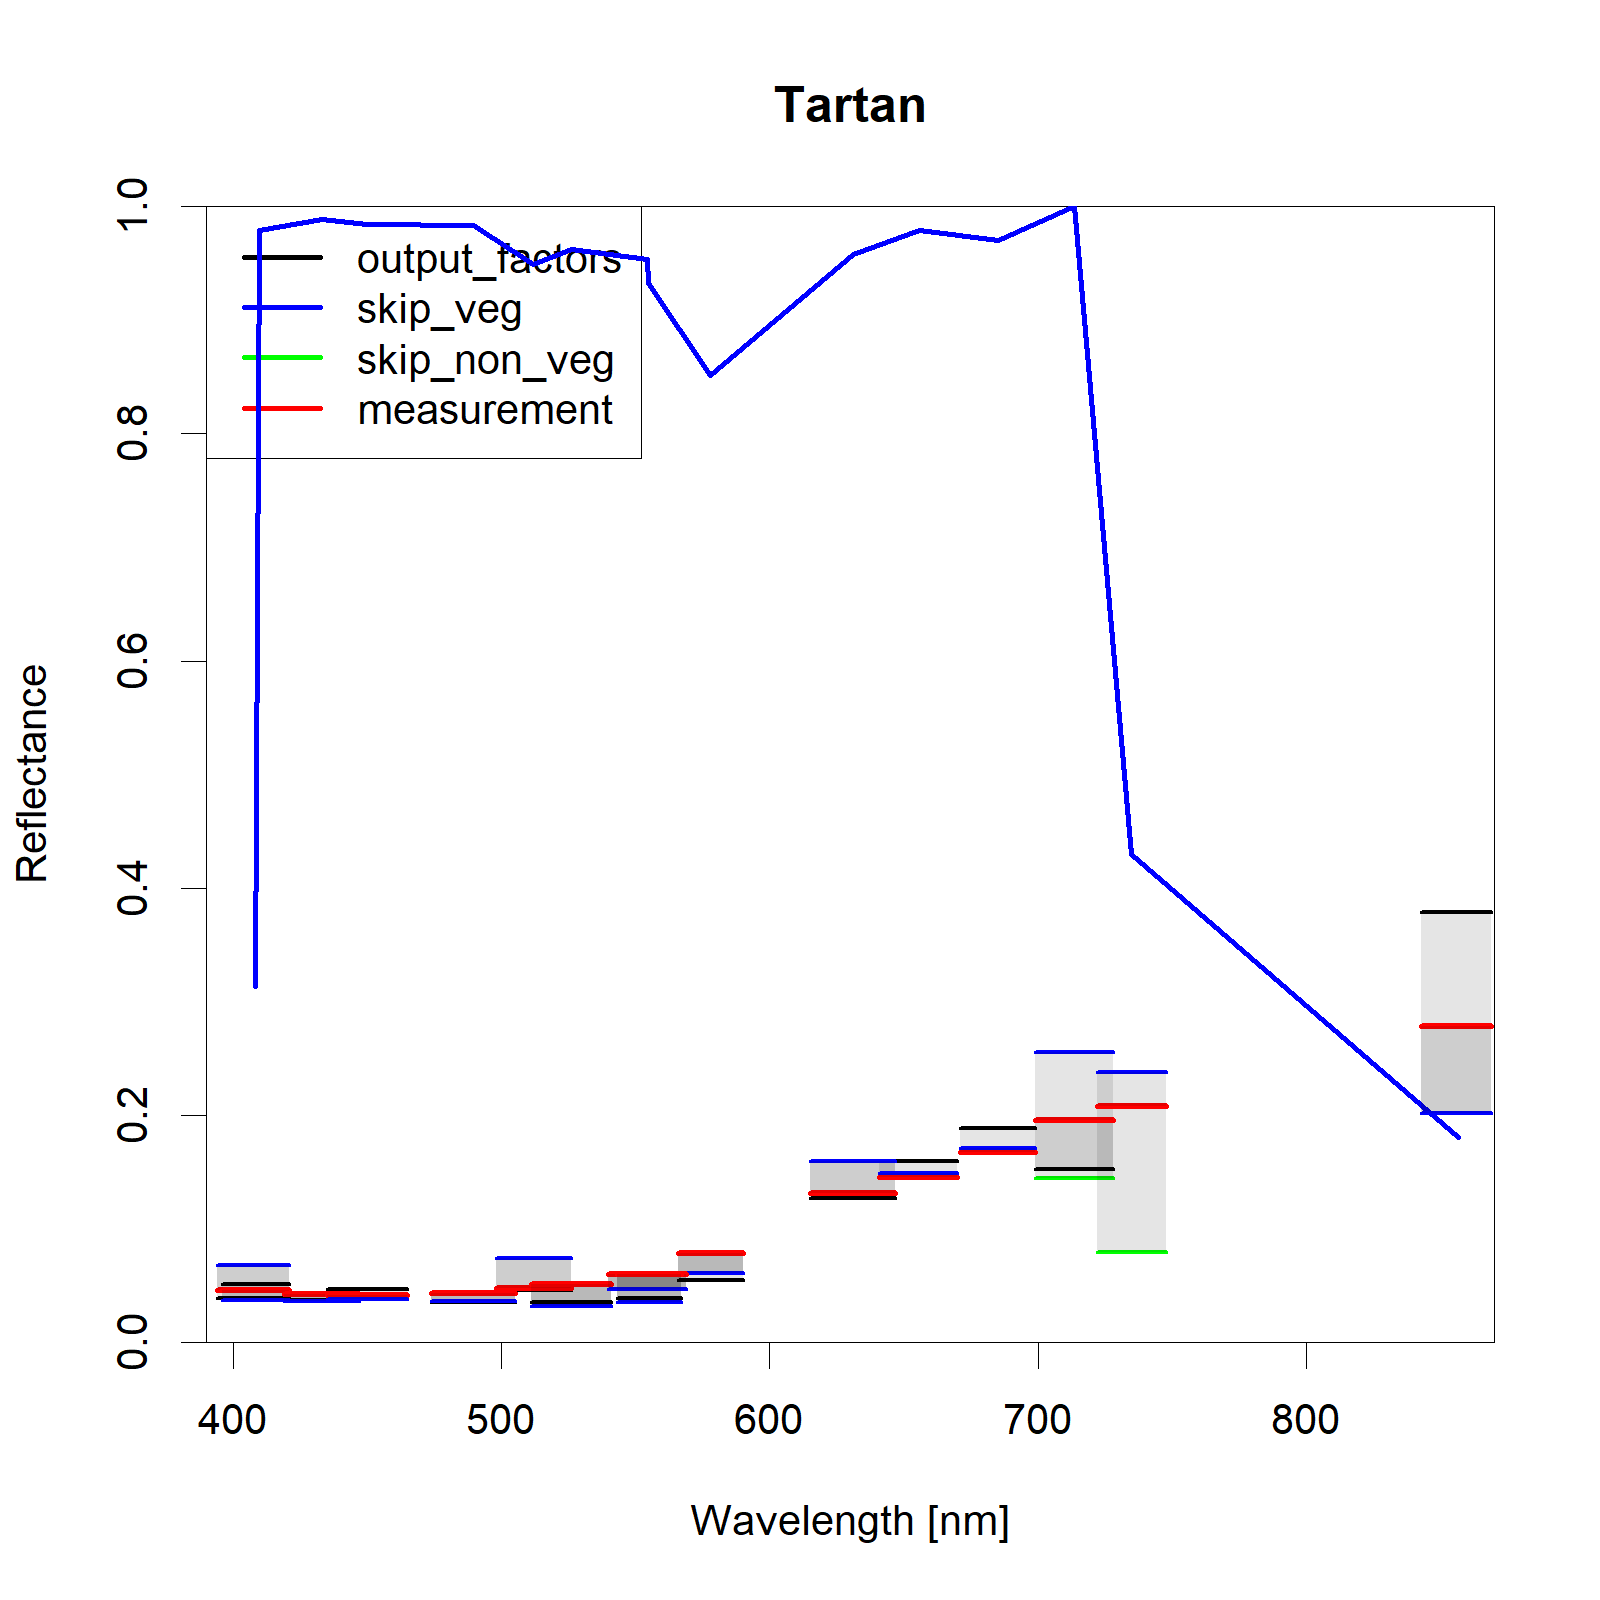 Tartan
output_factors
skip_veg
skip_non_veg
measurement
1.0
0.8
0.6
0.4
0.2
0.0
Reflectance
400 500 600 700 800
Wavelength [nm]